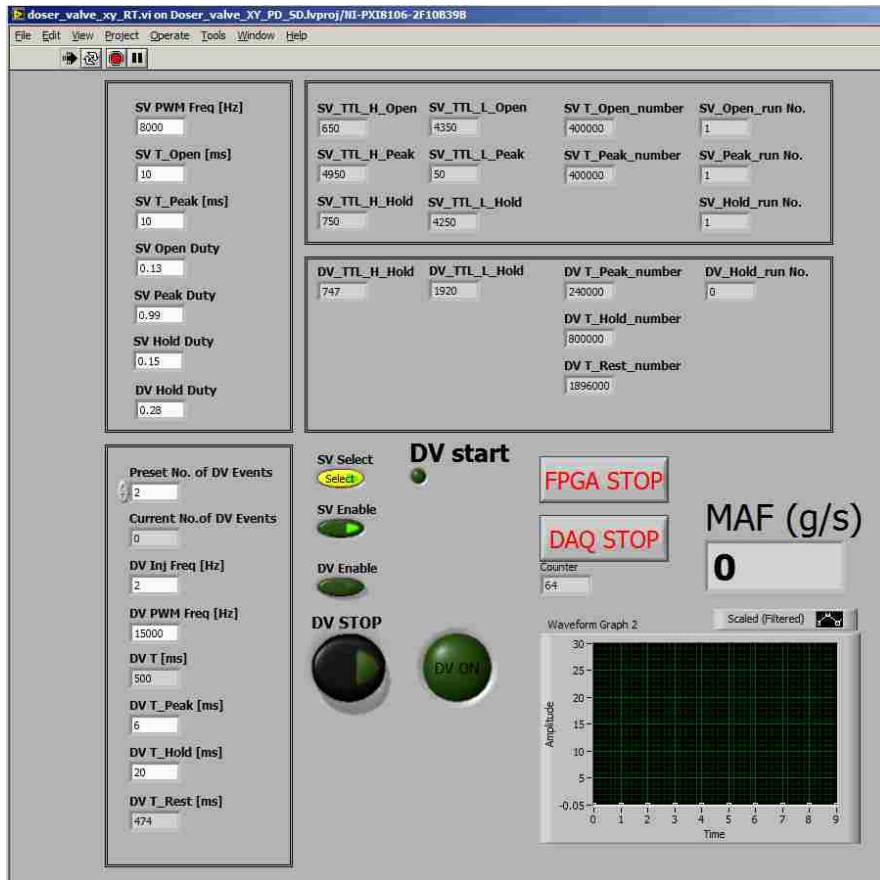 doser_valve_xy_RT.vi on Doser_valve_XY_PD_SD.lvproj/NI-PXI8106-2F10B39B
File Edit View Project Operate Tools Window Help
SV PWM Freq [Hz]
8000
SV T_Open [ms]
10
SV T_Peak [ms]
10
SV Open Duty
0.13
SV Peak Duty
0.99
SV Hold Duty
0.15
DV Hold Duty
0.28
SV_TTL_H_Open SV_TTL_L_Open SV T_Open_number SV_Open_run No.
650 4350 400000 1
SV_TTL_H_Peak SV_TTL_L_Peak SV T_Peak_number SV_Peak_run No.
4950 50 400000 1
SV_TTL_H_Hold SV_TTL_L_Hold SV_Hold_run No.
750 4250 1
DV_TTL_H_Hold DV_TTL_L_Hold DV T_Peak_number DV_Hold_run No.
747 1920 240000 0
DV T_Hold_number
800000
DV T_Rest_number
1896000
Preset No. of DV Events
2
Current No.of DV Events
0
DV Inj Freq [Hz]
2
DV PWM Freq [Hz]
15000
DV T [ms]
500
DV T_Peak [ms]
6
DV T_Hold [ms]
20
DV T_Rest [ms]
474
SV Select
Select
DV start
SV Enable
DV Enable
DV STOP
DV ON
FPGA STOP
DAQ STOP
Counter
64
MAF (g/s)
0
Waveform Graph 2
Scaled (Filtered)
Amplitude
30
25
20
15
10
5
-0.05
0 1 2 3 4 5 6 7 8 9
Time